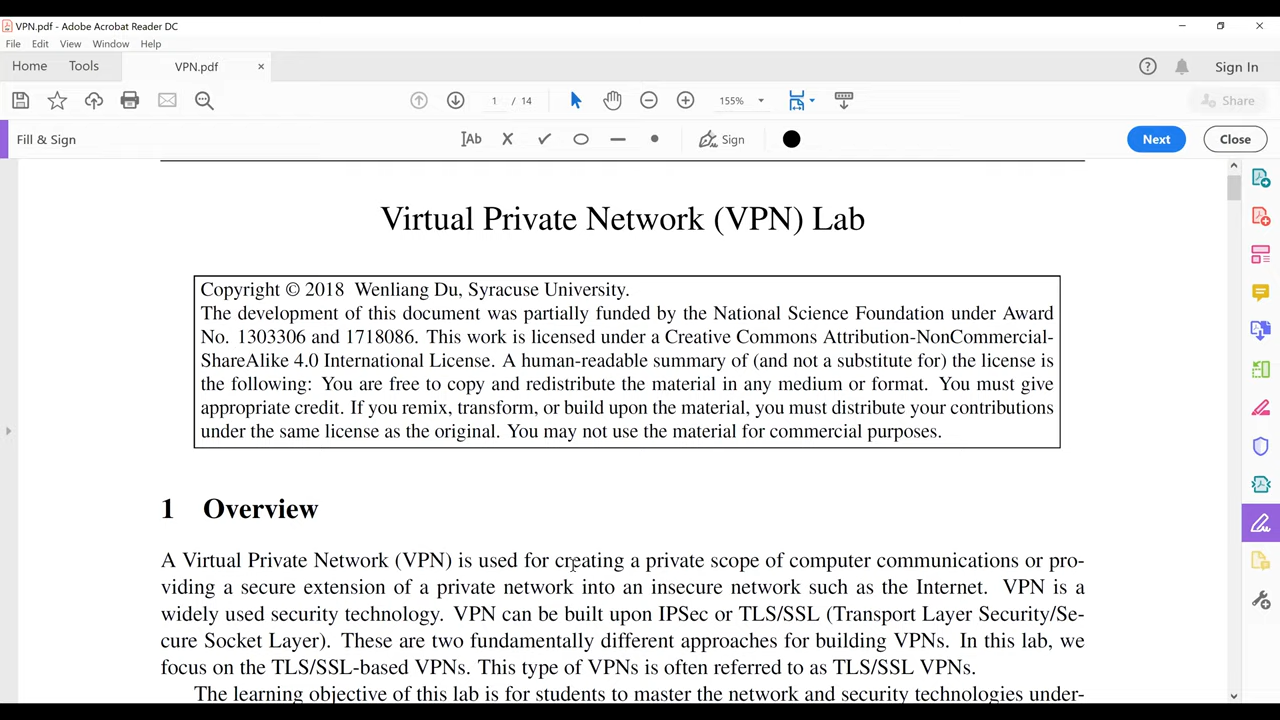 VPN.pdf - Adobe Acrobat Reader DC
File Edit View Window Help
Home Tools VPN.pdf × Sign In
1 / 14 155% Share
Fill & Sign Ab Sign Next Close
Virtual Private Network (VPN) Lab
Copyright © 2018 Wenliang Du, Syracuse University.
The development of this document was partially funded by the National Science Foundation under Award
No. 1303306 and 1718086. This work is licensed under a Creative Commons Attribution-NonCommercial-
ShareAlike 4.0 International License. A human-readable summary of (and not a substitute for) the license is
the following: You are free to copy and redistribute the material in any medium or format. You must give
appropriate credit. If you remix, transform, or build upon the material, you must distribute your contributions
under the same license as the original. You may not use the material for commercial purposes.
1 Overview
A Virtual Private Network (VPN) is used for creating a private scope of computer communications or pro-
viding a secure extension of a private network into an insecure network such as the Internet. VPN is a
widely used security technology. VPN can be built upon IPSec or TLS/SSL (Transport Layer Security/Se-
cure Socket Layer). These are two fundamentally different approaches for building VPNs. In this lab, we
focus on the TLS/SSL-based VPNs. This type of VPNs is often referred to as TLS/SSL VPNs.
The learning objective of this lab is for students to master the network and security technologies under-